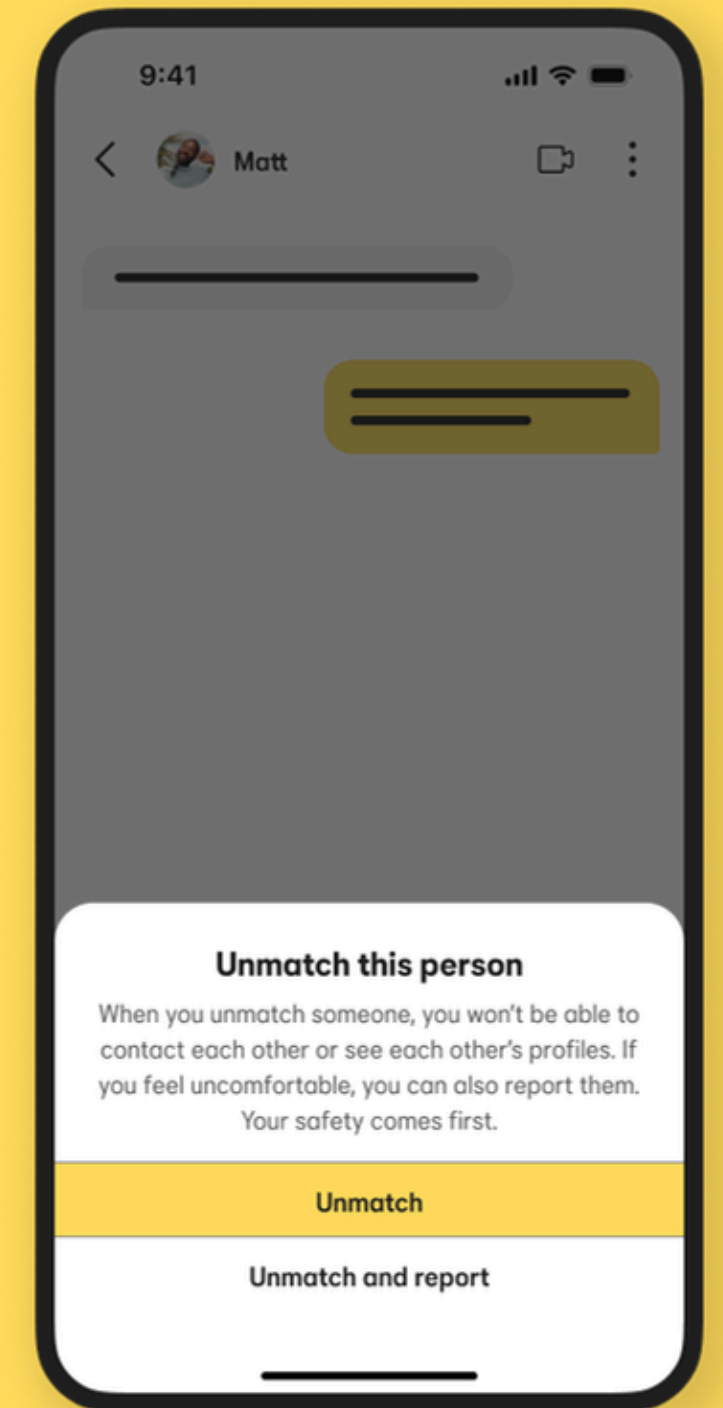 9:41
Matt
Unmatch this person
When you unmatch someone, you won't be able to
contact each other or see each other's profiles. If
you feel uncomfortable, you can also report them.
Your safety comes first.
Unmatch
Unmatch and report